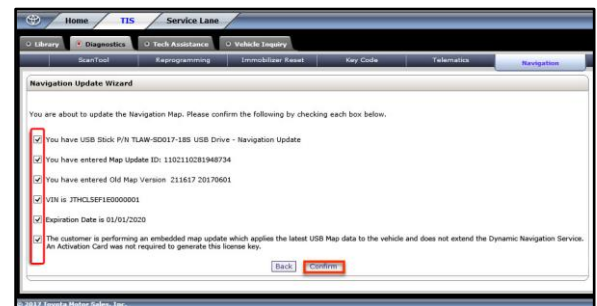 Home TIS Service Lane
Library Diagnostics Tech Assistance Vehicle Inquiry
ScanTool Reprogramming Immobilizer Reset Key Code Telematics Navigation
Navigation Update Wizard
You are about to update the Navigation Map. Please confirm the following by checking each box below.
You have USB Stick P/N TLAW-SD017-18S USB Drive - Navigation Update
You have entered Map Update ID: 1102110281948734
You have entered Old Map Version 211617 20170601
VIN is JTHCL5EF1E0000001
Expiration Date is 01/01/2020
The customer is performing an embedded map update which applies the latest USB Map data to the vehicle and does not extend the Dynamic Navigation Service.
An Activation Card was not required to generate this license key.
Back Confirm
© 2017 Toyota Motor Sales, Inc.